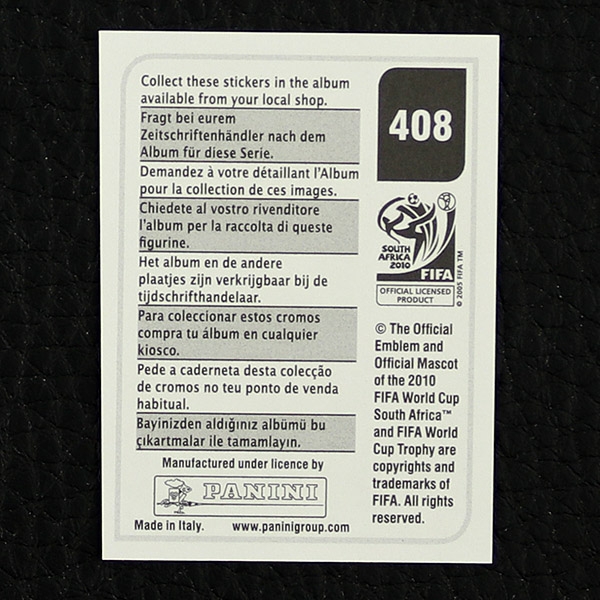 Collect these stickers in the album
available from your local shop.
Fragt bei eurem
Zeitschriftenhändler nach dem
Album für diese Serie.
Demandez à votre détaillant l'Album
pour la collection de ces images.
Chiedete al vostro rivenditore
l'album per la raccolta di queste
figurine.
Het album en de andere
plaatjes zijn verkrijgbaar bij de
tijdschrifthandelaar.
Para coleccionar estos cromos
compra tu álbum en cualquier
kiosco.
Pede a caderneta desta colecção
de cromos no teu ponto de venda
habitual.
Bayinizden aldığınız albümü bu
çıkartmalar ile tamamlayın.
Manufactured under licence by
PANINI
Made in Italy. www.paninigroup.com
408
SOUTH
AFRICA
2010
FIFA
OFFICIAL LICENSED
PRODUCT
© 2005 FIFA TM
© The Official
Emblem and
Official Mascot
of the 2010
FIFA World Cup
South Africa™
and FIFA World
Cup Trophy are
copyrights and
trademarks of
FIFA. All rights
reserved.